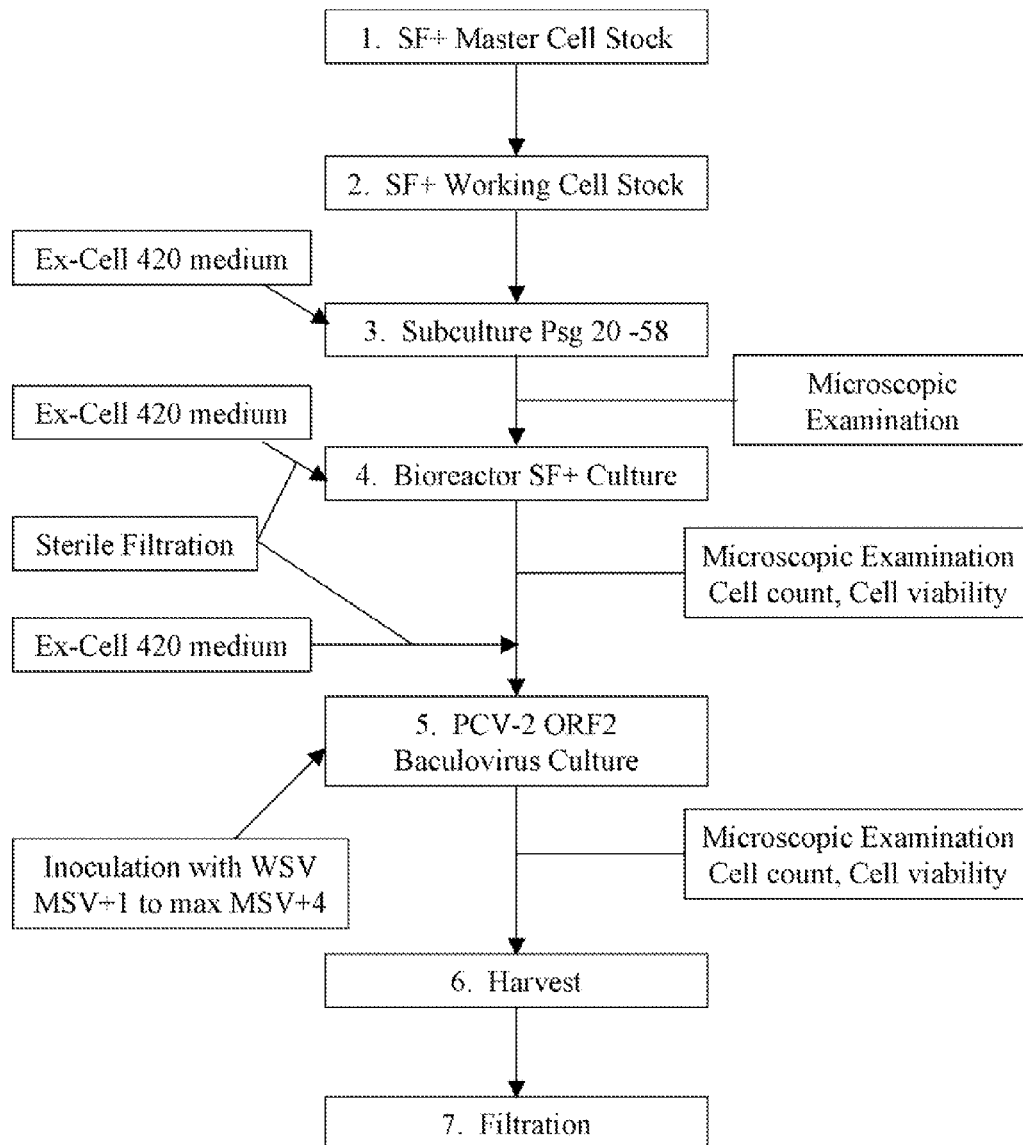 1. SF+ Master Cell Stock
2. SF+ Working Cell Stock
Ex-Cell 420 medium
3. Subculture Psg 20 -58
Microscopic
Examination
Ex-Cell 420 medium
4. Bioreactor SF+ Culture
Sterile Filtration
Microscopic Examination
Cell count, Cell viability
Ex-Cell 420 medium
5. PCV-2 ORF2
Baculovirus Culture
Inoculation with WSV
MSV+1 to max MSV+4
Microscopic Examination
Cell count, Cell viability
6. Harvest
7. Filtration